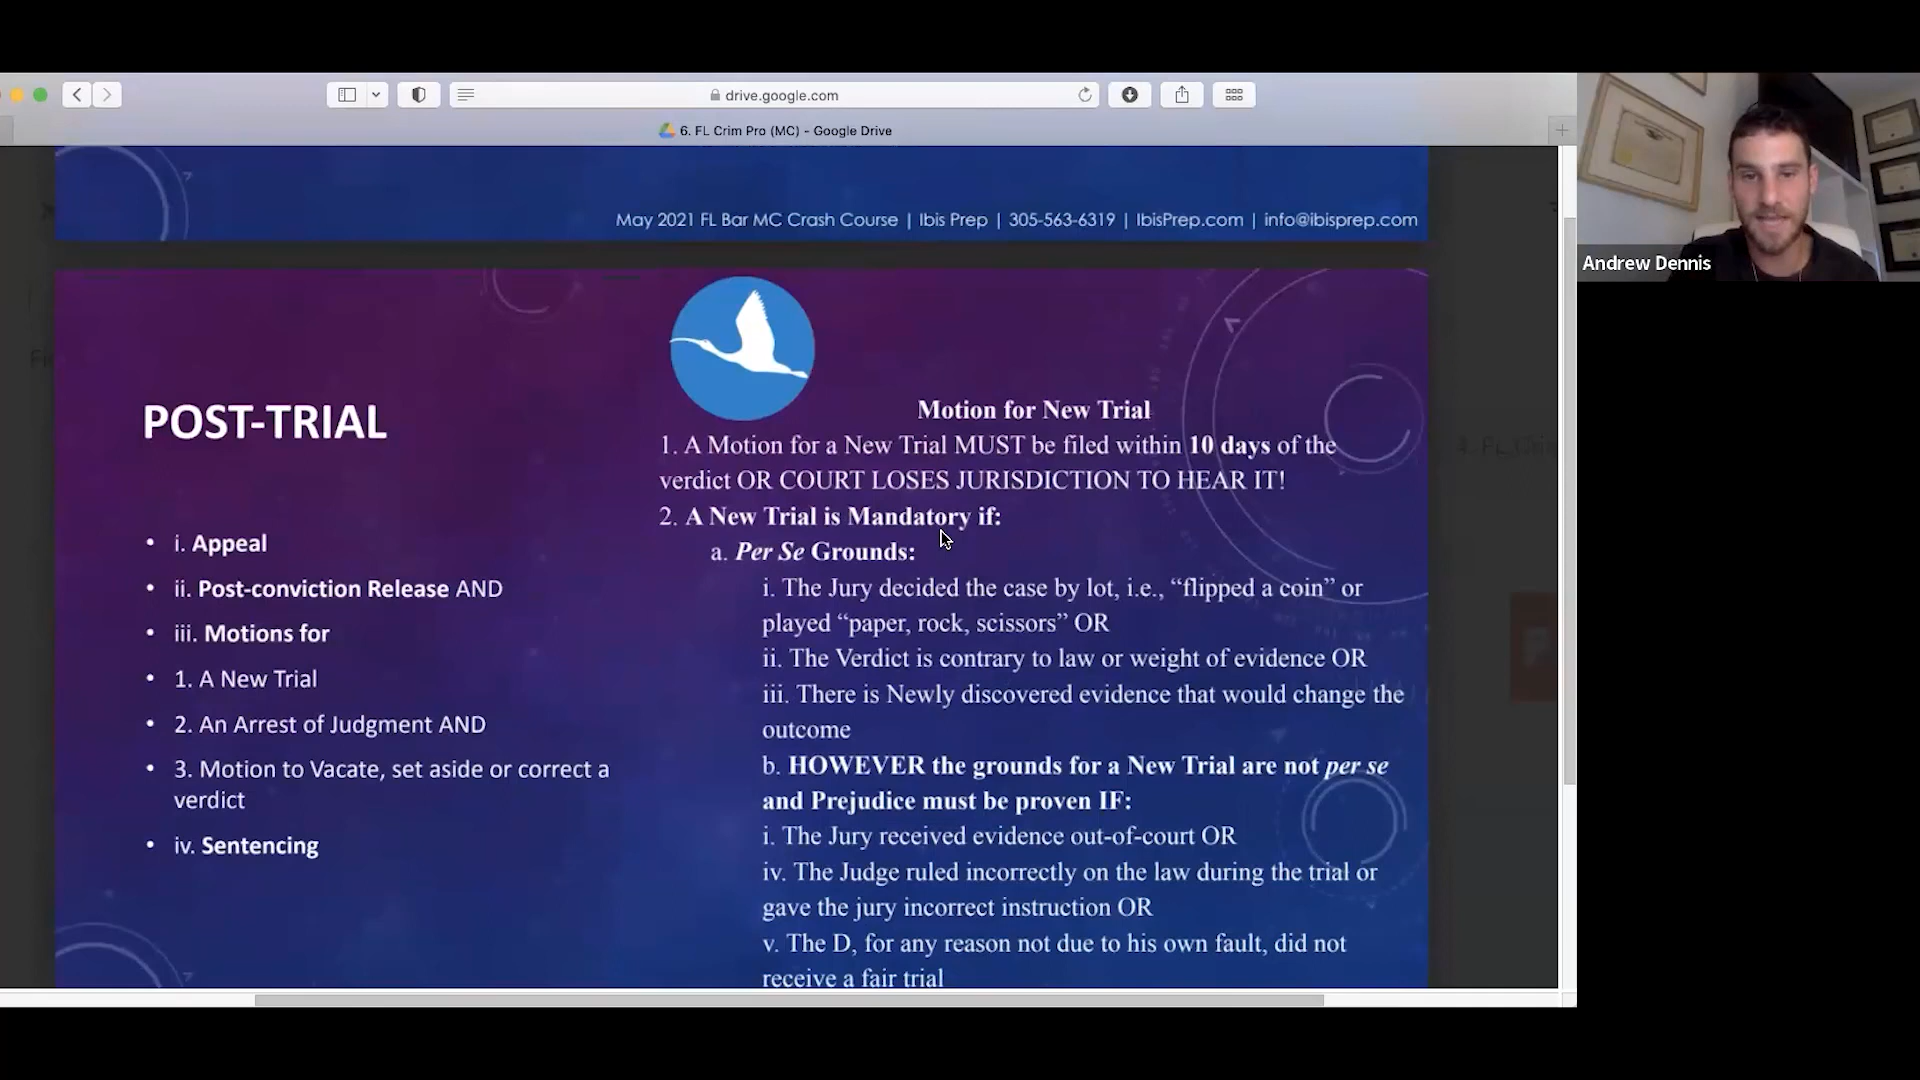 drive.google.com
6. FL Crim Pro (MC) - Google Drive
May 2021 FL Bar MC Crash Course | Ibis Prep | 305-563-6319 | IbisPrep.com | info@ibisprep.com
Andrew Dennis
POST-TRIAL
• i. Appeal
• ii. Post-conviction Release AND
• iii. Motions for
• 1. A New Trial
• 2. An Arrest of Judgment AND
• 3. Motion to Vacate, set aside or correct a
verdict
• iv. Sentencing
Motion for New Trial
1. A Motion for a New Trial MUST be filed within 10 days of the
verdict OR COURT LOSES JURISDICTION TO HEAR IT!
2. A New Trial is Mandatory if:
a. Per Se Grounds:
i. The Jury decided the case by lot, i.e., “flipped a coin” or
played “paper, rock, scissors” OR
ii. The Verdict is contrary to law or weight of evidence OR
iii. There is Newly discovered evidence that would change the
outcome
b. HOWEVER the grounds for a New Trial are not per se
and Prejudice must be proven IF:
i. The Jury received evidence out-of-court OR
iv. The Judge ruled incorrectly on the law during the trial or
gave the jury incorrect instruction OR
v. The D, for any reason not due to his own fault, did not
receive a fair trial